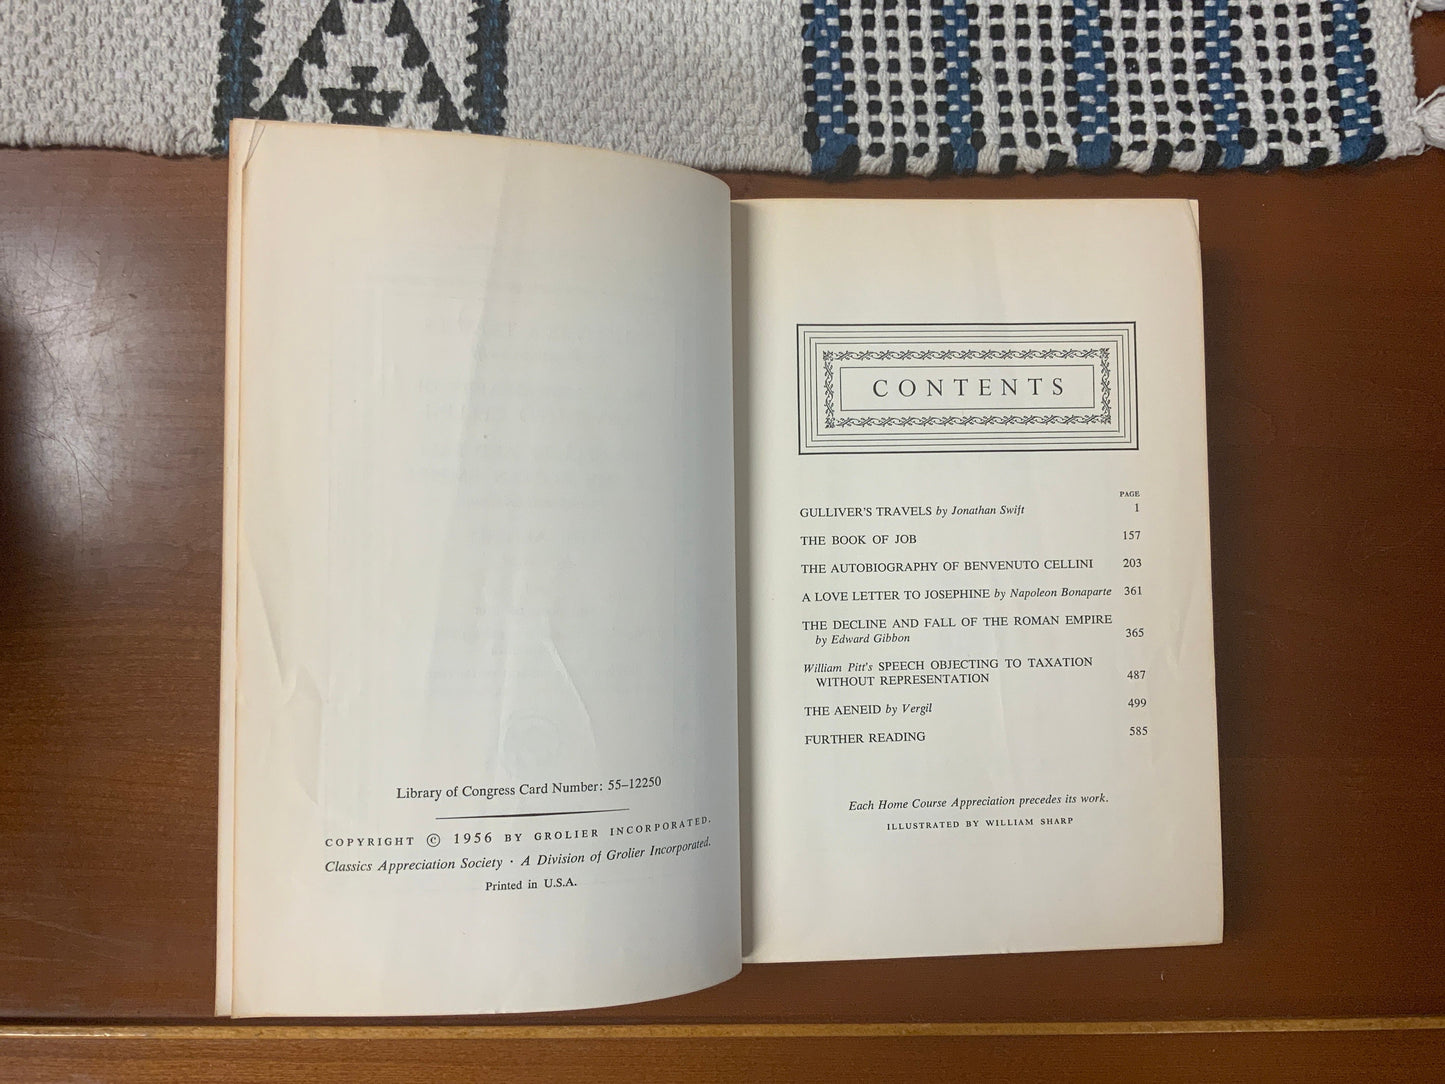 Library of Congress Card Number: 55–12250
COPYRIGHT © 1956 BY GROLIER INCORPORATED.
Classics Appreciation Society · A Division of Grolier Incorporated.
Printed in U.S.A.
CONTENTS
PAGE
GULLIVER'S TRAVELS by Jonathan Swift 1
THE BOOK OF JOB 157
THE AUTOBIOGRAPHY OF BENVENUTO CELLINI 203
A LOVE LETTER TO JOSEPHINE by Napoleon Bonaparte 361
THE DECLINE AND FALL OF THE ROMAN EMPIRE
by Edward Gibbon 365
William Pitt's SPEECH OBJECTING TO TAXATION
WITHOUT REPRESENTATION 487
THE AENEID by Vergil 499
FURTHER READING 585
Each Home Course Appreciation precedes its work.
ILLUSTRATED BY WILLIAM SHARP